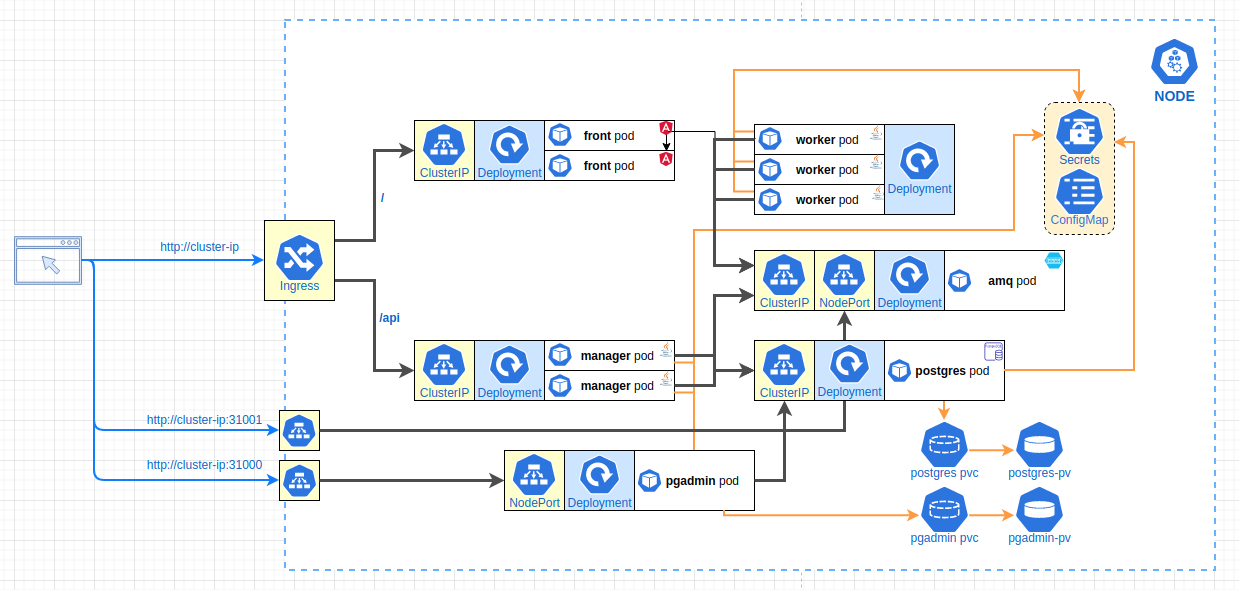 NODE
front pod
front pod
ClusterIP
Deployment
worker pod
worker pod
worker pod
Deployment
Secrets
ConfigMap
/
http://cluster-ip
Ingress
/api
ClusterIP
NodePort
Deployment
amq pod
ClusterIP
Deployment
manager pod
manager pod
ClusterIP
Deployment
postgres pod
http://cluster-ip:31001
http://cluster-ip:31000
NodePort
Deployment
pgadmin pod
postgres pvc
postgres-pv
pgadmin pvc
pgadmin-pv